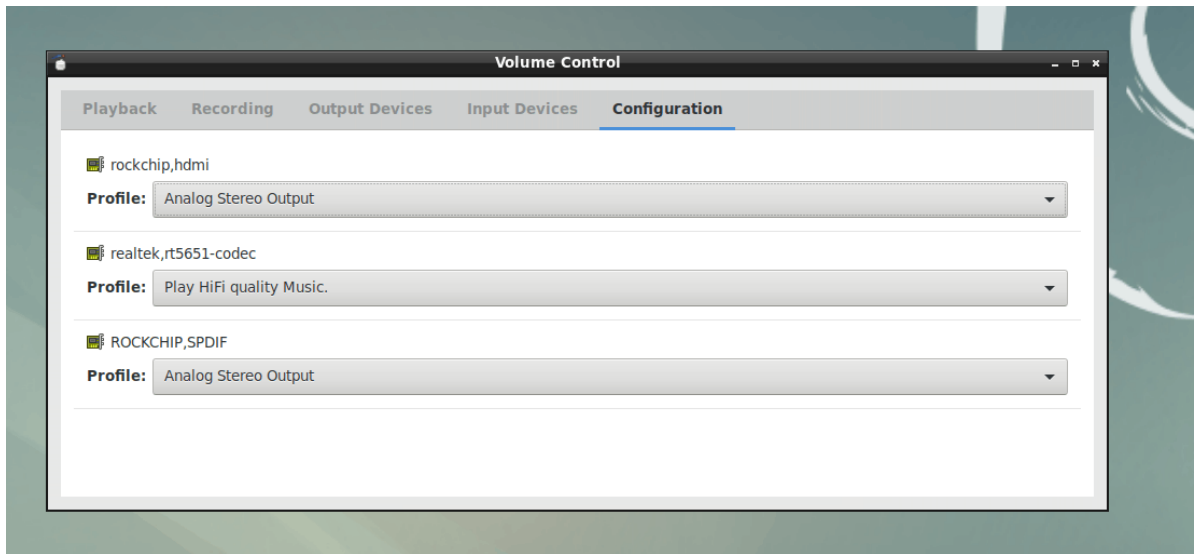 Volume Control
Playback Recording Output Devices Input Devices Configuration
rockchip,hdmi
Profile: Analog Stereo Output
realtek,rt5651-codec
Profile: Play HiFi quality Music.
ROCKCHIP,SPDIF
Profile: Analog Stereo Output